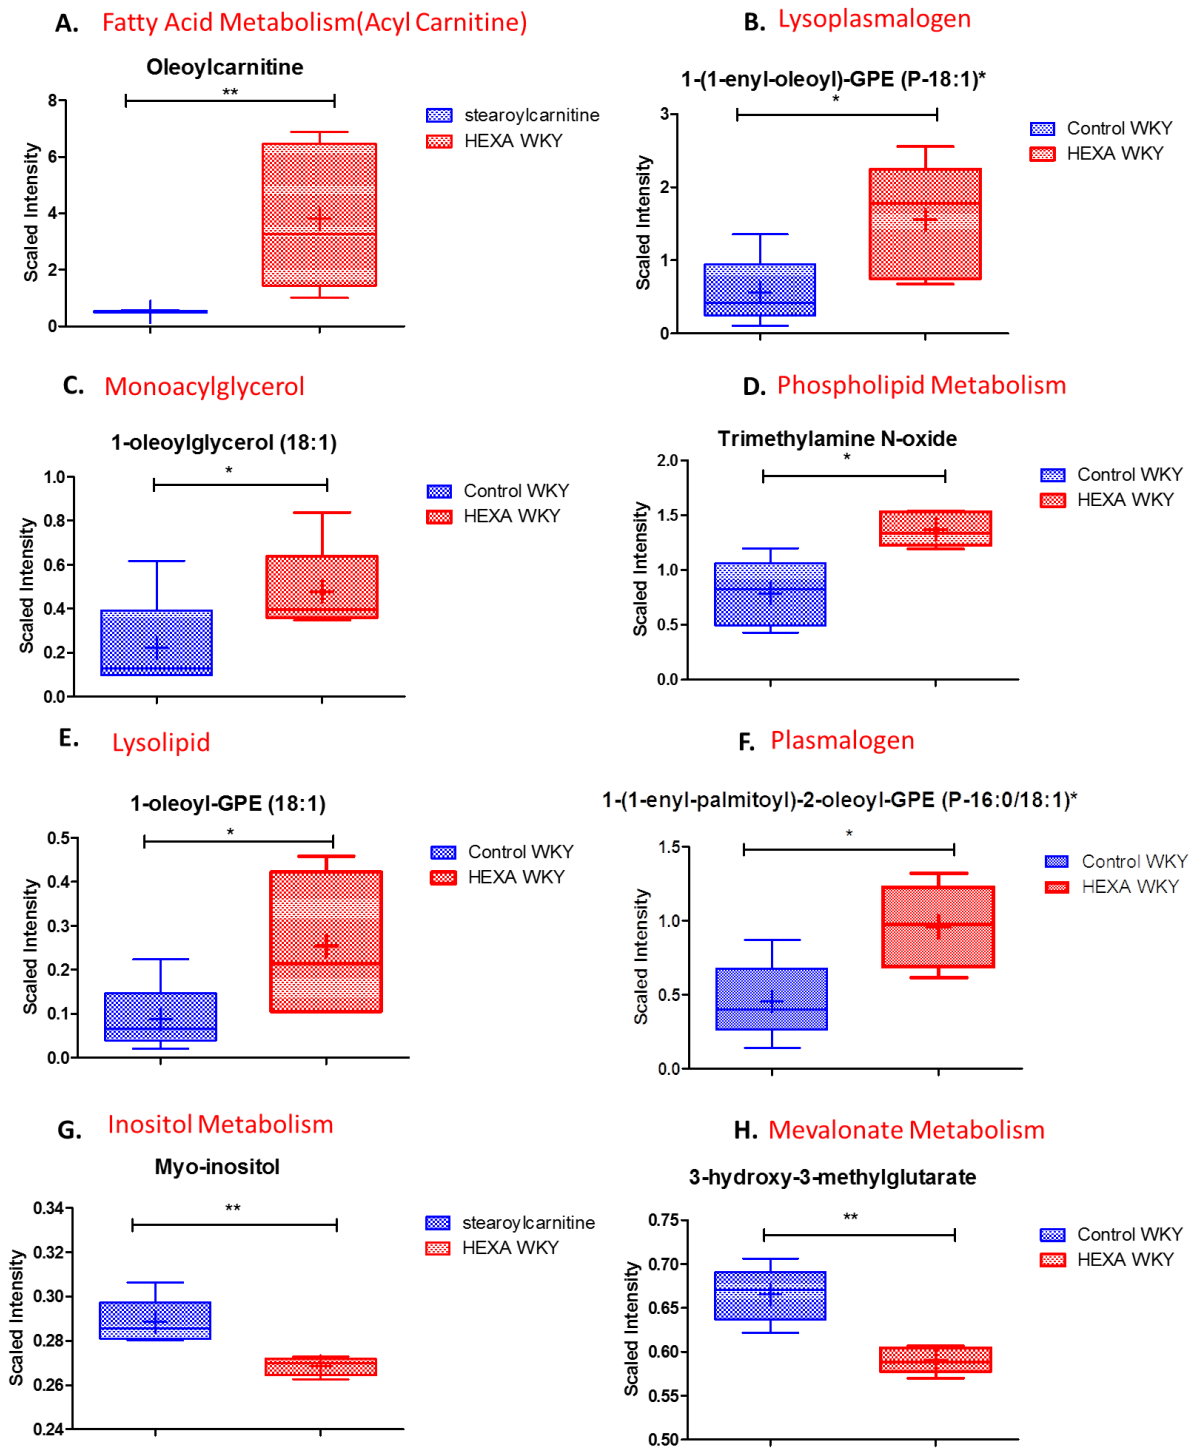 A. Fatty Acid Metabolism(Acyl Carnitine)
Oleoylcarnitine
**
8
6
4
2
0
Scaled Intensity
stearoylcarnitine
HEXA WKY
B. Lysoplasmalogen
1-(1-enyl-oleoyl)-GPE (P-18:1)*
*
3
2
1
0
Scaled Intensity
Control WKY
HEXA WKY
C. Monoacylglycerol
1-oleoylglycerol (18:1)
*
1.0
0.8
0.6
0.4
0.2
0.0
Scaled Intensity
Control WKY
HEXA WKY
D. Phospholipid Metabolism
Trimethylamine N-oxide
*
2.0
1.5
1.0
0.5
0.0
Scaled Intensity
Control WKY
HEXA WKY
E. Lysolipid
1-oleoyl-GPE (18:1)
*
0.5
0.4
0.3
0.2
0.1
0.0
Scaled Intensity
Control WKY
HEXA WKY
F. Plasmalogen
1-(1-enyl-palmitoyl)-2-oleoyl-GPE (P-16:0/18:1)*
*
1.5
1.0
0.5
0.0
Scaled Intensity
Control WKY
HEXA WKY
G. Inositol Metabolism
Myo-inositol
**
0.34
0.32
0.30
0.28
0.26
0.24
Scaled Intensity
stearoylcarnitine
HEXA WKY
H. Mevalonate Metabolism
3-hydroxy-3-methylglutarate
**
0.75
0.70
0.65
0.60
0.55
0.50
Scaled Intensity
Control WKY
HEXA WKY